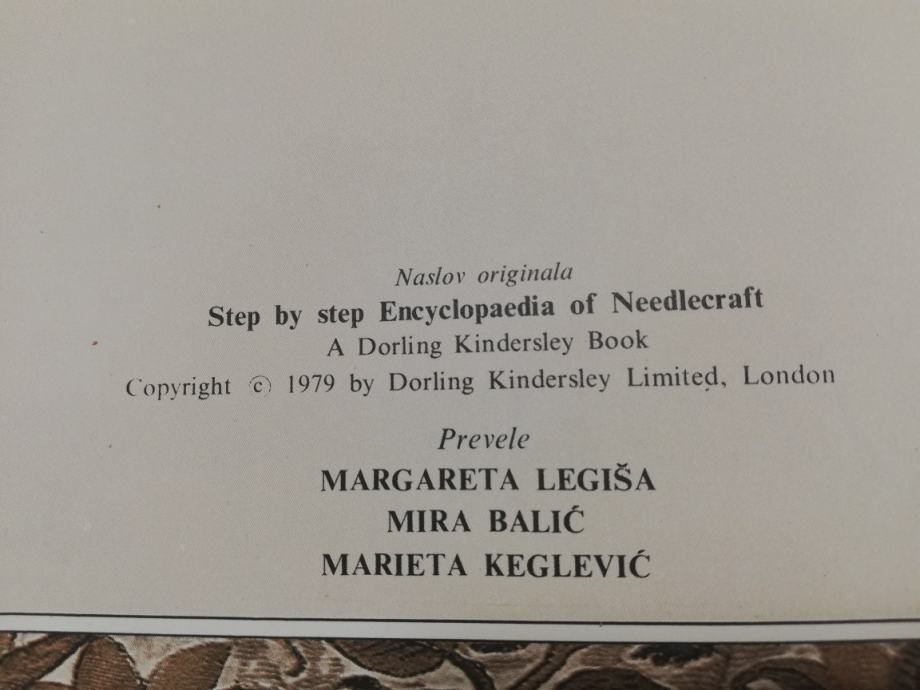 Naslov originala
Step by step Encyclopaedia of Needlecraft
A Dorling Kindersley Book
Copyright © 1979 by Dorling Kindersley Limited, London
Prevele
MARGARETA LEGIŠA
MIRA BALIĆ
MARIETA KEGLEVIĆ